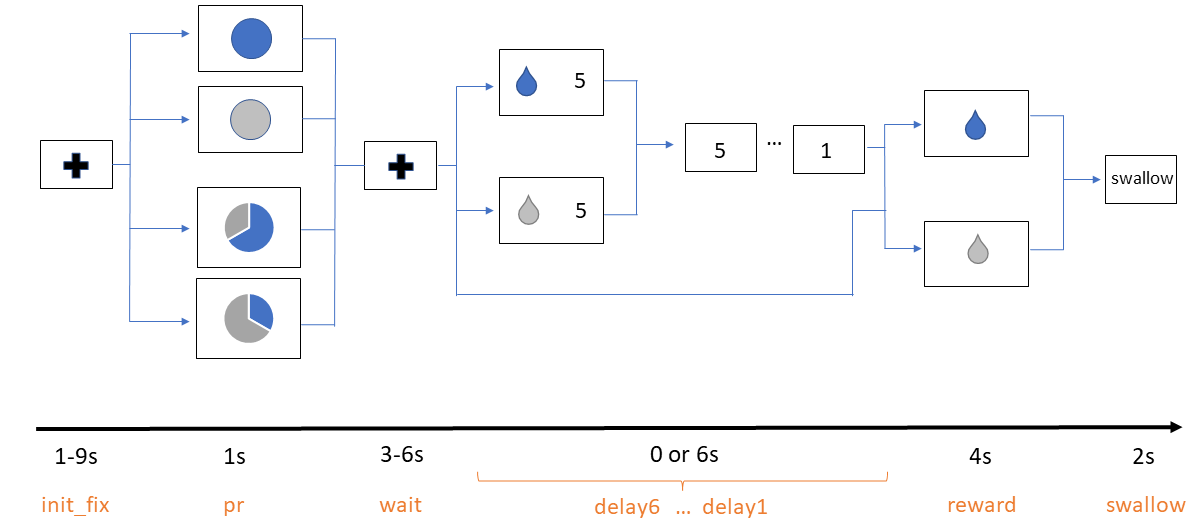 5
5
5
...
1
swallow
1-9s
1s
3-6s
0 or 6s
4s
2s
init_fix
pr
wait
delay6 ... delay1
reward
swallow